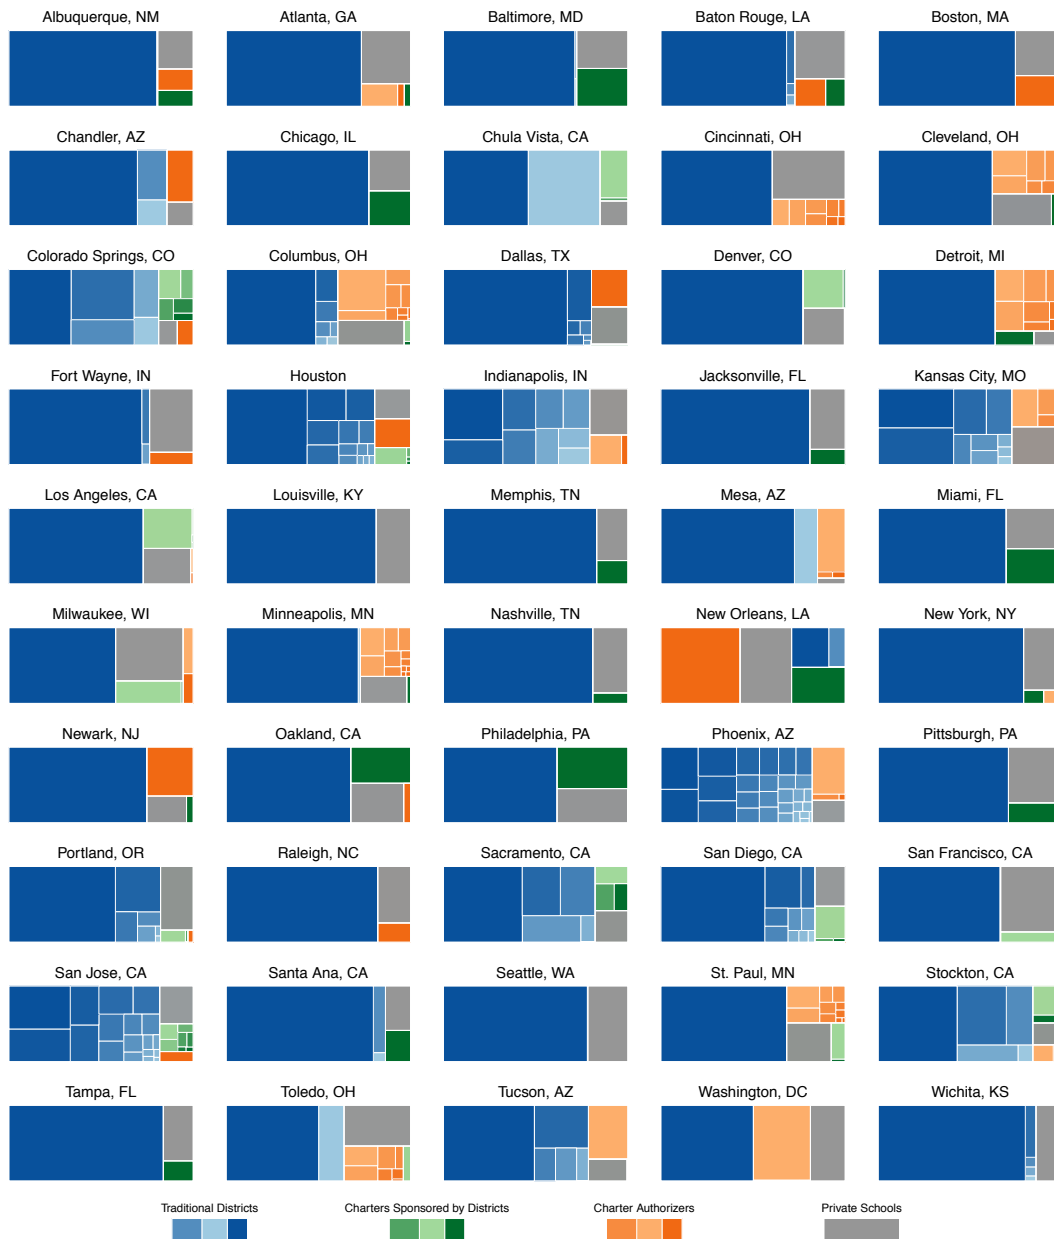 Albuquerque, NM
Atlanta, GA
Baltimore, MD
Baton Rouge, LA
Boston, MA
Chandler, AZ
Chicago, IL
Chula Vista, CA
Cincinnati, OH
Cleveland, OH
Colorado Springs, CO
Columbus, OH
Dallas, TX
Denver, CO
Detroit, MI
Fort Wayne, IN
Houston
Indianapolis, IN
Jacksonville, FL
Kansas City, MO
Los Angeles, CA
Louisville, KY
Memphis, TN
Mesa, AZ
Miami, FL
Milwaukee, WI
Minneapolis, MN
Nashville, TN
New Orleans, LA
New York, NY
Newark, NJ
Oakland, CA
Philadelphia, PA
Phoenix, AZ
Pittsburgh, PA
Portland, OR
Raleigh, NC
Sacramento, CA
San Diego, CA
San Francisco, CA
San Jose, CA
Santa Ana, CA
Seattle, WA
St. Paul, MN
Stockton, CA
Tampa, FL
Toledo, OH
Tucson, AZ
Washington, DC
Wichita, KS
Traditional Districts
Charters Sponsored by Districts
Charter Authorizers
Private Schools